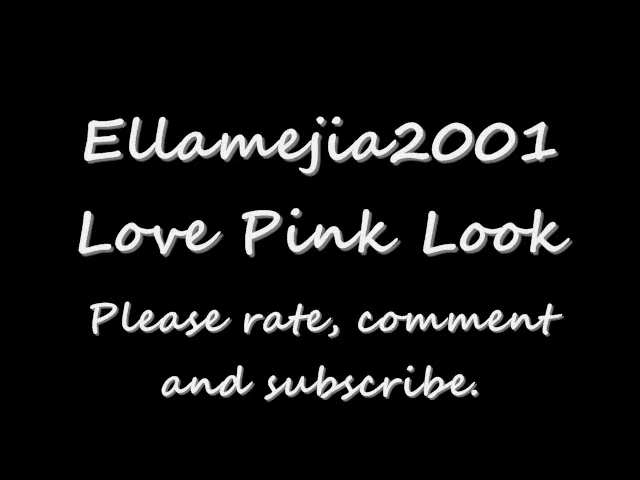 Ellamejia2001
Love Pink Look
Please rate, comment
and subscribe.